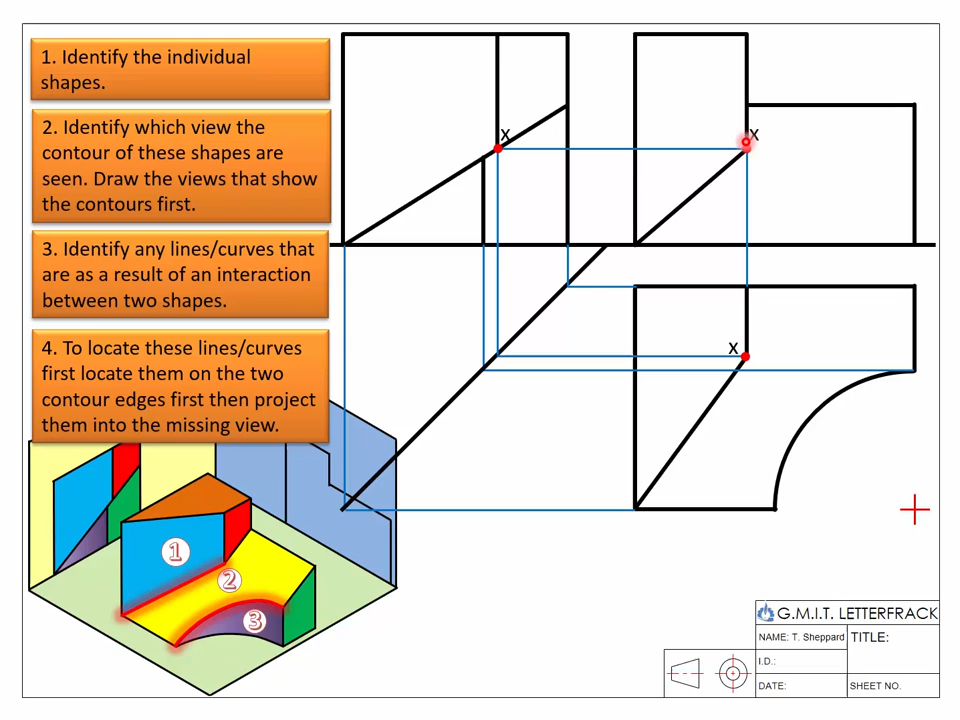 1. Identify the individual
shapes.
2. Identify which view the
contour of these shapes are
seen. Draw the views that show
the contours first.
3. Identify any lines/curves that
are as a result of an interaction
between two shapes.
4. To locate these lines/curves
first locate them on the two
contour edges first then project
them into the missing view.
X
X
X
1
2
3
G.M.I.T. LETTERFRACK
NAME: T. Sheppard
TITLE:
I.D.:
DATE:
SHEET NO.